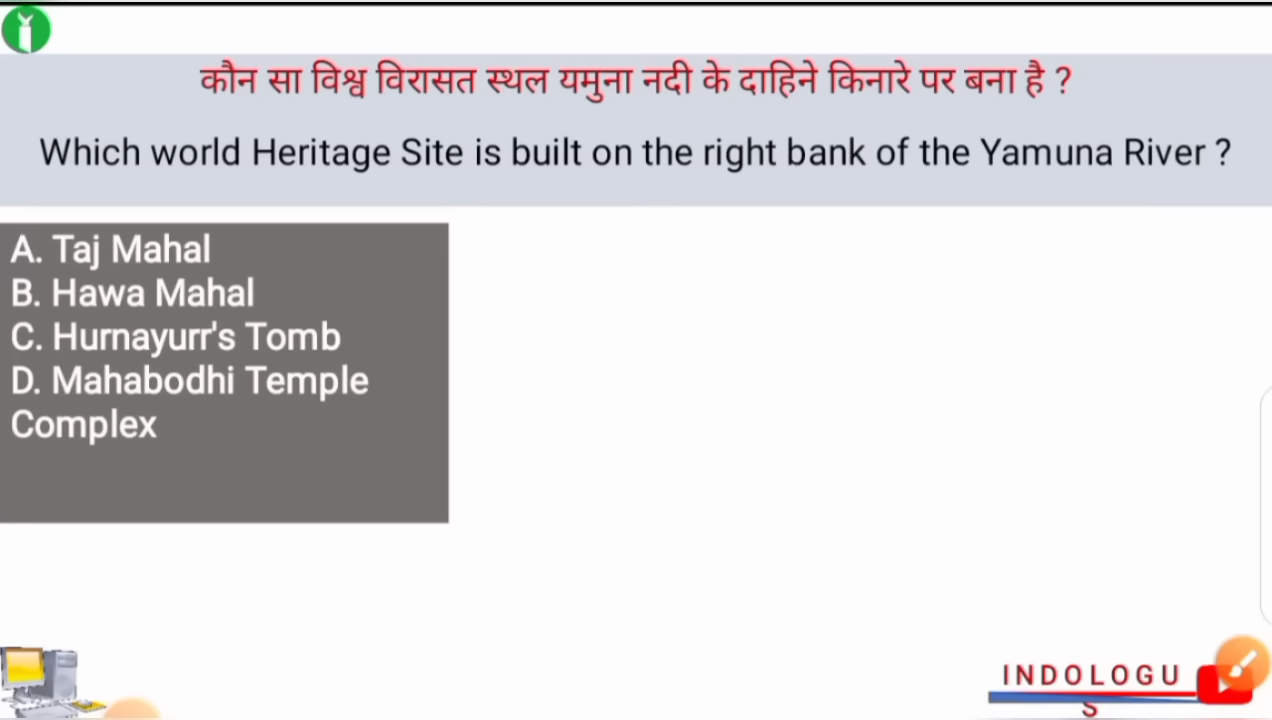 कौन सा विश्व विरासत स्थल यमुना नदी के दाहिने किनारे पर बना है ?
Which world Heritage Site is built on the right bank of the Yamuna River ?
A. Taj Mahal
B. Hawa Mahal
C. Hurnayurr's Tomb
D. Mahabodhi Temple
Complex
INDOLOGU
S